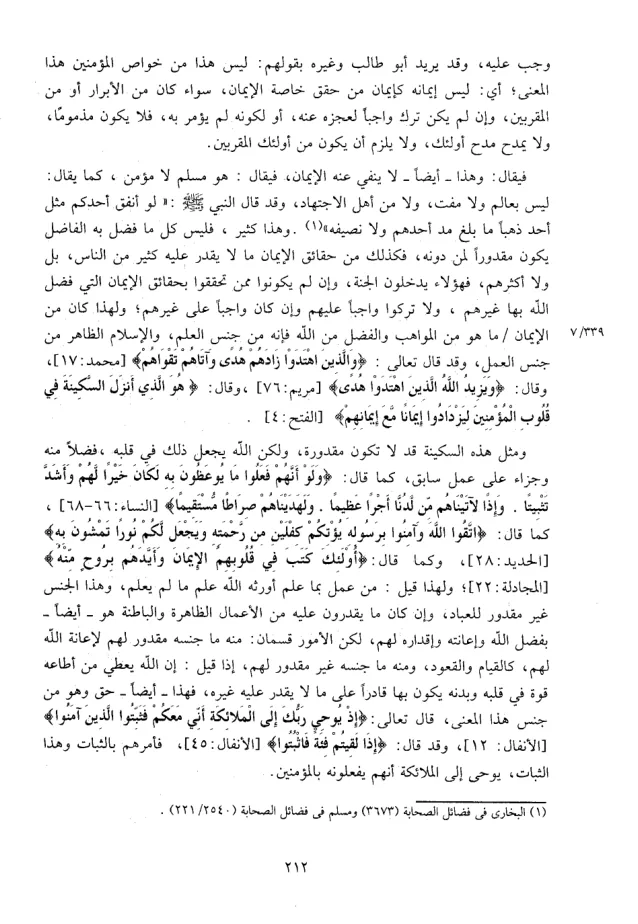 وجب عليه، وقد يريد أبو طالب وغيره بقولهم: ليس هذا من خواص المؤمنين هذا
المعنى؛ أي: ليس إيمانه كإيمان من حقق خاصة الإيمان، سواء كان من الأبرار أو من
المقربين، وإن لم يكن ترك واجباً لعجزه عنه، أو لكونه لم يؤمر به، فلا يكون مذمومًا،
ولا يمدح مدح أولئك، ولا يلزم أن يكون من أولئك المقربين.
فيقال: وهذا ـ أيضاً ـ لا ينفي عنه الإيمان، فيقال : هو مسلم لا مؤمن ، كما يقال:
ليس بعالم ولا مفت، ولا من أهل الاجتهاد، وقد قال النبي ﷺ :« لو أنفق أحدكم مثل
أحد ذهباً ما بلغ مد أحدهم ولا نصيفه»(١) . وهذا كثير ، فليس كل ما فضل به الفاضل
يكون مقدوراً لمن دونه، فكذلك من حقائق الإيمان ما لا يقدر عليه كثير من الناس، بل
ولا أكثرهم، فهؤلاء يدخلون الجنة، وإن لم يكونوا ممن تحققوا بحقائق الإيمان التي فضل
الله بها غيرهم ، ولا تركوا واجباً عليهم وإن كان واجباً على غيرهم؛ ولهذا كان من
الإيمان / ما هو من المواهب والفضل من الله فإنه من جنس العلم، والإسلام الظاهر من
٧/٣٣٩
جنس العمل، وقد قال تعالى : ﴿وَالَّذِينَ اهْتَدَوْا زَادَهُمْ هُدًى وَآتَاهُمْ تَقْوَاهُمْ﴾ [محمد:١٧]،
وقال: ﴿وَيَزِيدُ اللَّهُ الَّذِينَ اهْتَدَوْا هُدًى﴾ [مريم:٧٦] ،وقال: ﴿ هُوَ الَّذِي أَنزَلَ السَّكِينَةَ فِي
قُلُوبِ الْمُؤْمِنِينَ لِيَزْدَادُوا إِيمَانًا مَّعَ إِيمَانِهِمْ﴾ [الفتح:٤] .
ومثل هذه السكينة قد لا تكون مقدورة، ولكن الله يجعل ذلك في قلبه ،فضلاً منه
وجزاء على عمل سابق، كما قال: ﴿وَلَوْ أَنَّهُمْ فَعَلُوا مَا يُوعَظُونَ بِهِ لَكَانَ خَيْرًا لَّهُمْ وَأَشَدَّ
تَثْبِيتًا . وَإِذًا لآتَيْنَاهُم مِّن لَّدُنَّا أَجْرًا عَظِيمًا . وَلَهَدَيْنَاهُمْ صِرَاطًا مُّسْتَقِيمًا﴾ [النساء:٦٦-٦٨] ،
كما قال: ﴿اتَّقُوا اللَّهَ وَآمِنُوا بِرَسُولِهِ يُؤْتِكُمْ كِفْلَيْنِ مِن رَّحْمَتِهِ وَيَجْعَل لَّكُمْ نُورًا تَمْشُونَ بِهِ﴾
[الحديد:٢٨]، وكما قال:﴿أُوْلَئِكَ كَتَبَ فِي قُلُوبِهِمُ الإِيمَانَ وَأَيَّدَهُم بِرُوحٍ مِّنْهُ﴾
[المجادلة:٢٢]؛ ولهذا قيل : من عمل بما علم أورثه الله علم ما لم يعلم، وهذا الجنس
غير مقدور للعباد، وإن كان ما يقدرون عليه من الأعمال الظاهرة والباطنة هو ـ أيضاً ـ
بفضل الله وإعانته وإقداره لهم، لكن الأمور قسمان: منه ما جنسه مقدور لهم لإعانة الله
لهم، كالقيام والقعود، ومنه ما جنسه غير مقدور لهم، إذا قيل : إن الله يعطي من أطاعه
قوة في قلبه وبدنه يكون بها قادراً على ما لا يقدر عليه غيره، فهذا ـ أيضاً ـ حق وهو من
جنس هذا المعنى، قال تعالى:﴿إِذْ يُوحِي رَبُّكَ إِلَى الْمَلائِكَةِ أَنِّي مَعَكُمْ فَثَبِّتُوا الَّذِينَ آمَنُوا﴾
[الأنفال: ١٢]، وقد قال: ﴿إِذَا لَقِيتُمْ فِئَةً فَاثْبُتُوا﴾ [الأنفال:٤٥]، فأمرهم بالثبات وهذا
الثبات، يوحى إلى الملائكة أنهم يفعلونه بالمؤمنين.
(١) البخارى فى فضائل الصحابة (٣٦٧٣) ومسلم فى فضائل الصحابة (٢٥٤٠/ ٢٢١) .
٢١٢